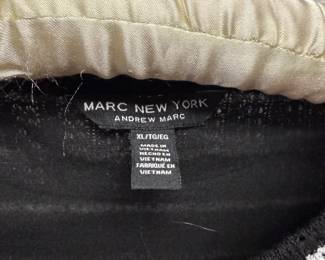 MARC NEW YORK
ANDREW MARC
XL/TG/EG
MADE IN
VIETNAM
HECHO EN
VIETNAM
FABRIQUÉ EN
VIETNAM